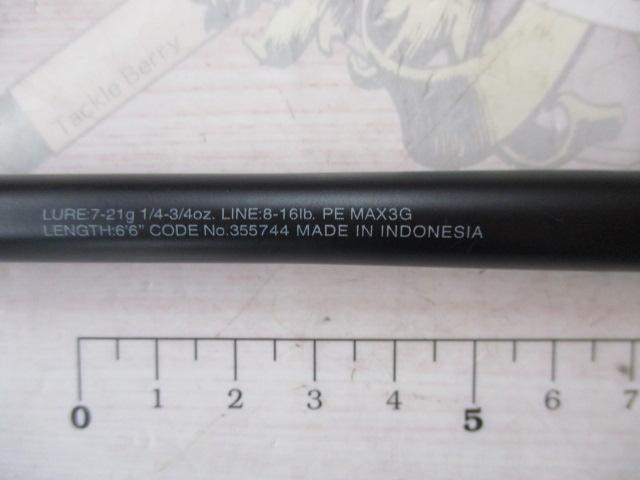 Tackle Berry
LURE:7-21g 1/4-3/4oz. LINE:8-16lb. PE MAX3G
LENGTH:6'6" CODE No.355744 MADE IN INDONESIA
0 1 2 3 4 5 6 7